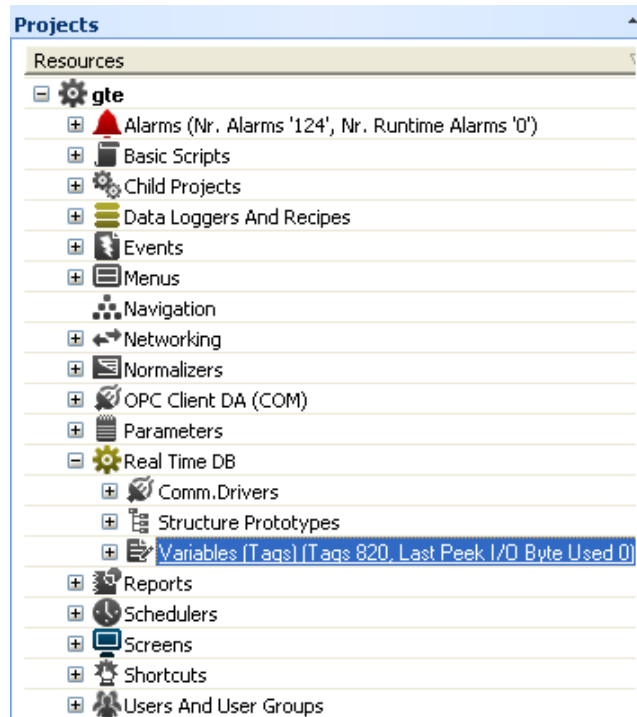 Projects
Resources
gte
Alarms (Nr. Alarms '124', Nr. Runtime Alarms '0')
Basic Scripts
Child Projects
Data Loggers And Recipes
Events
Menus
Navigation
Networking
Normalizers
OPC Client DA (COM)
Parameters
Real Time DB
Comm.Drivers
Structure Prototypes
Variables (Tags) (Tags 820, Last Peek I/O Byte Used 0)
Reports
Schedulers
Screens
Shortcuts
Users And User Groups